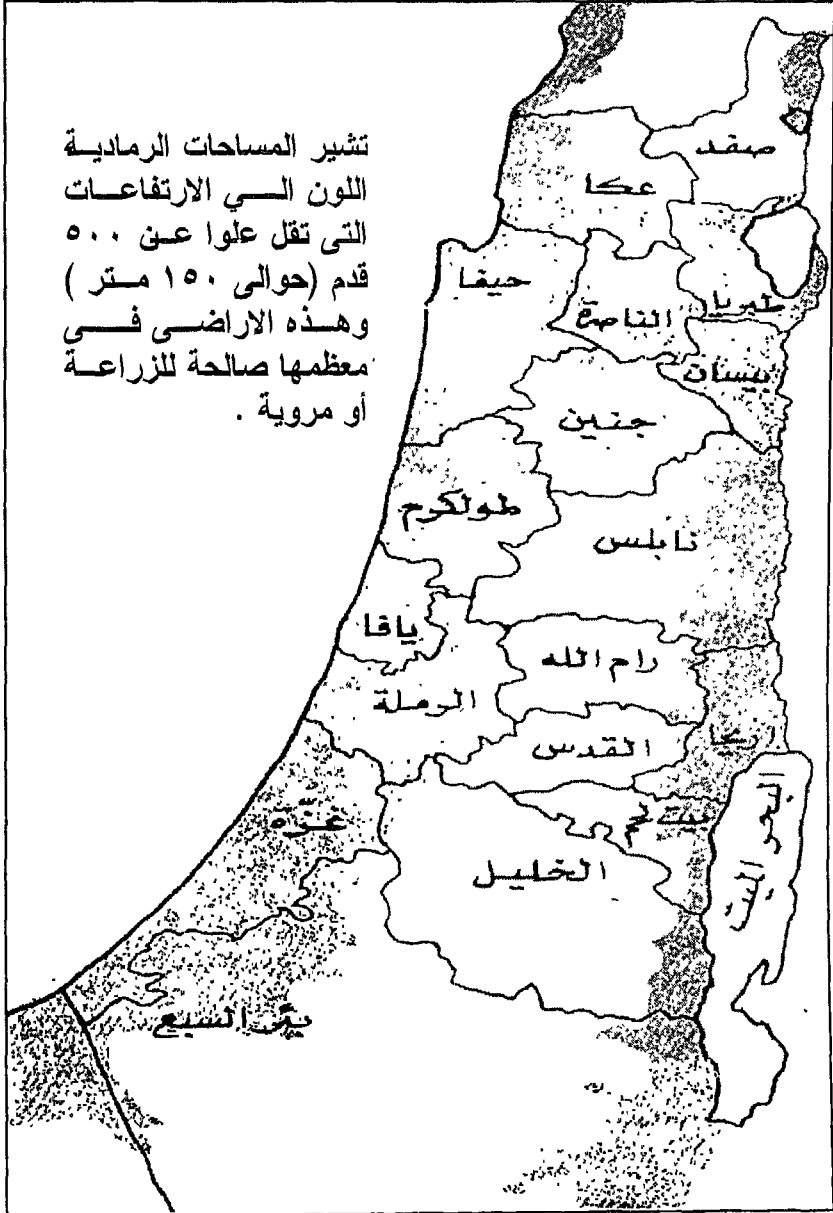 تشير المساحات الرمادية
اللون الي الارتفاعات
التى تقل علوا عن ٥٠٠
قدم (حوالى ١٥٠ متر )
وهذه الاراضى فى
معظمها صالحة للزراعة
أو مروية .
صفد
عكا
حيفا
الناصرة
طبريا
بيسان
جنين
طولكرم
نابلس
يافا
رام الله
الرملة
القدس
اريحا
بيت لحم
البحر الميت
غزّة
الخليل
بئر السبع